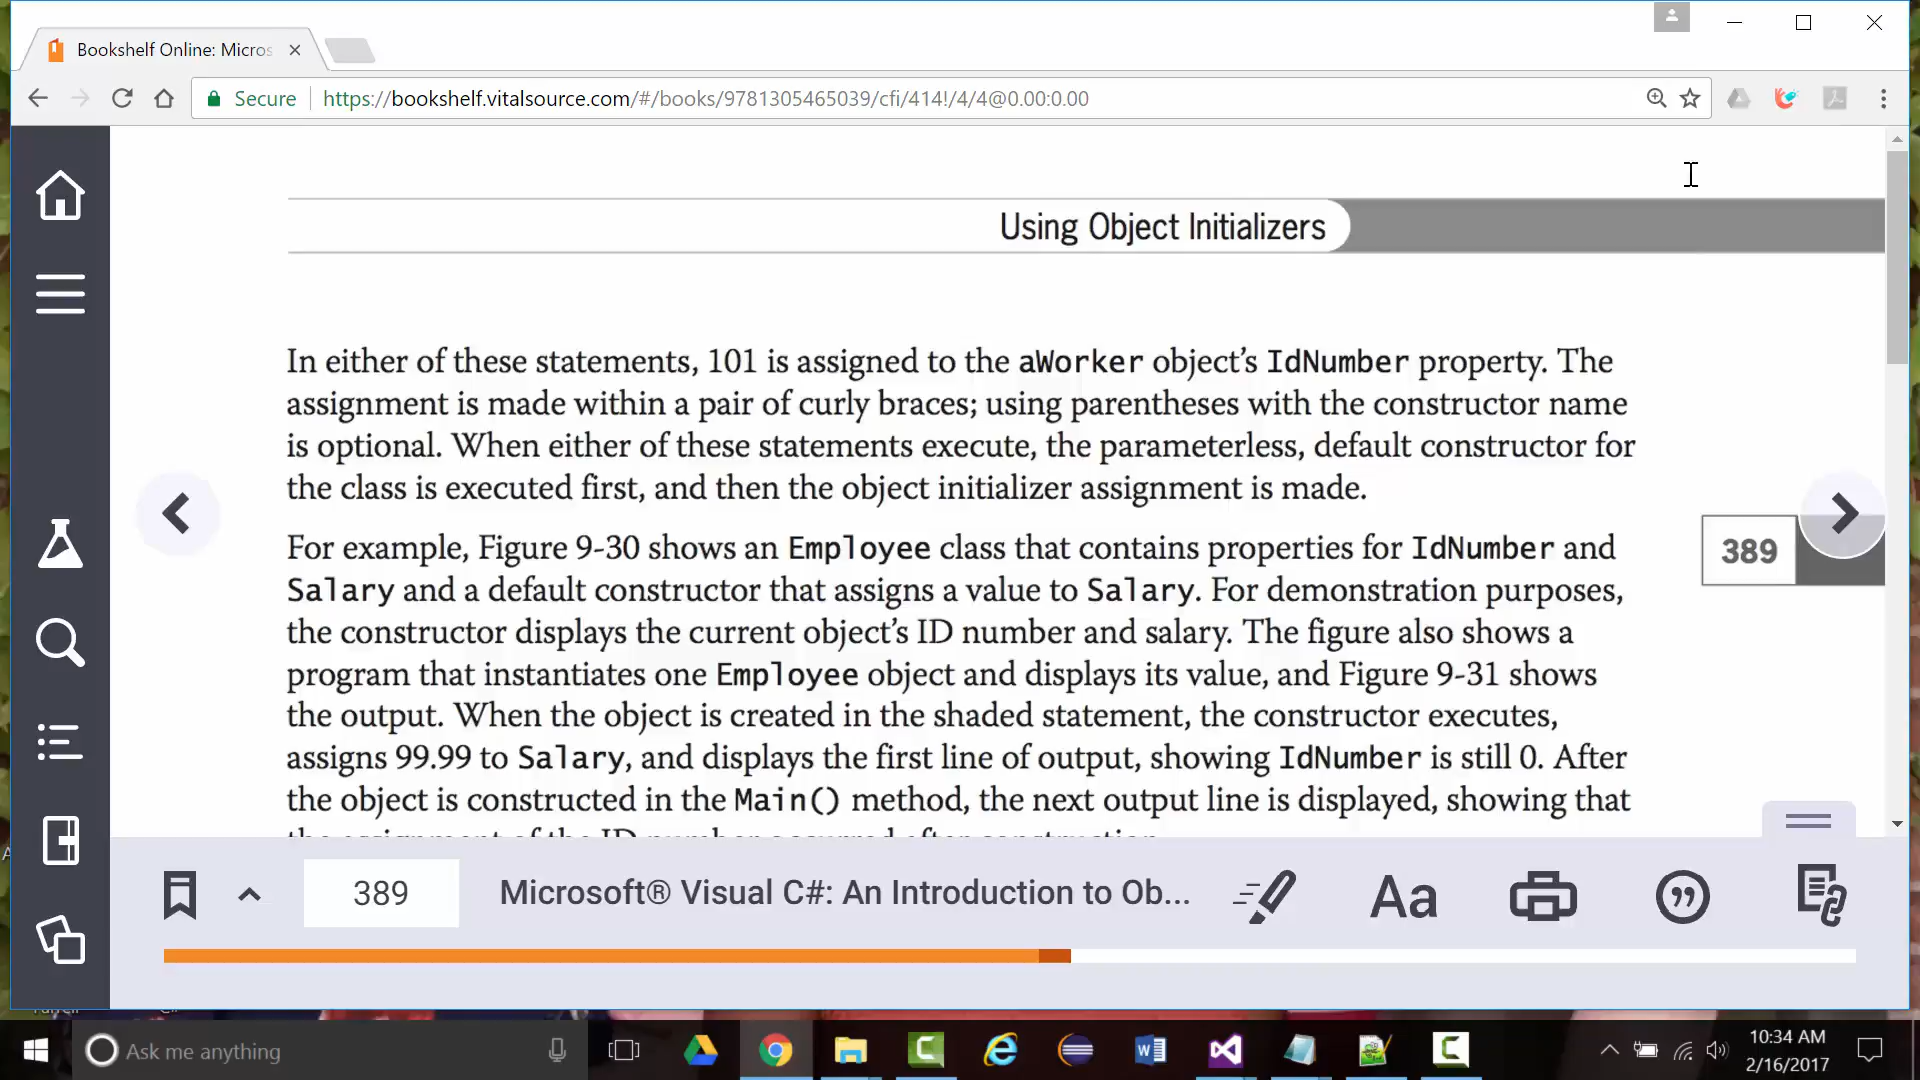 Bookshelf Online: Micros
Secure
https://bookshelf.vitalsource.com/#/books/9781305465039/cfi/414!/4/4@0.00:0.00
Using Object Initializers
In either of these statements, 101 is assigned to the aWorker object's IdNumber property. The
assignment is made within a pair of curly braces; using parentheses with the constructor name
is optional. When either of these statements execute, the parameterless, default constructor for
the class is executed first, and then the object initializer assignment is made.
For example, Figure 9-30 shows an Employee class that contains properties for IdNumber and
Salary and a default constructor that assigns a value to Salary. For demonstration purposes,
the constructor displays the current object's ID number and salary. The figure also shows a
program that instantiates one Employee object and displays its value, and Figure 9-31 shows
the output. When the object is created in the shaded statement, the constructor executes,
assigns 99.99 to Salary, and displays the first line of output, showing IdNumber is still 0. After
the object is constructed in the Main() method, the next output line is displayed, showing that
the assignment of the ID number occurred after construction.
389
389
Microsoft® Visual C#: An Introduction to Ob...
Aa
Ask me anything
10:34 AM
2/16/2017